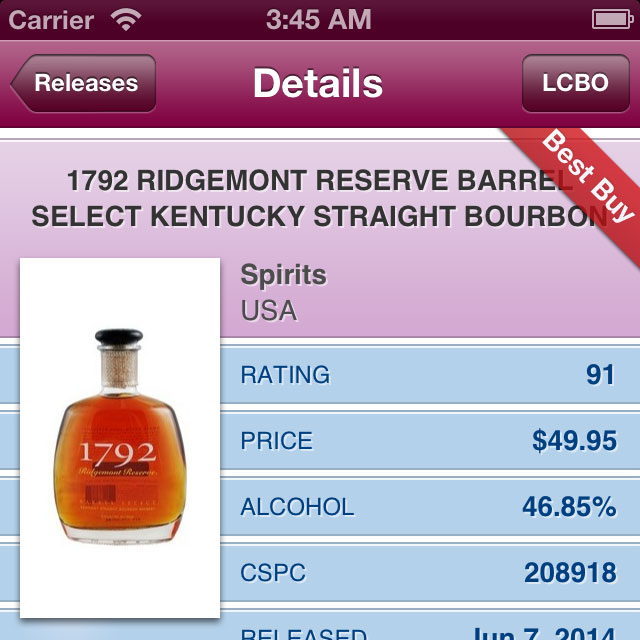 Carrier 3:45 AM
Releases Details LCBO
Best Buy
1792 RIDGEMONT RESERVE BARREL
SELECT KENTUCKY STRAIGHT BOURBON
Spirits
USA
1792
Ridgemont Reserve
RATING 91
PRICE $49.95
ALCOHOL 46.85%
CSPC 208918
RELEASED Jun 7, 2014